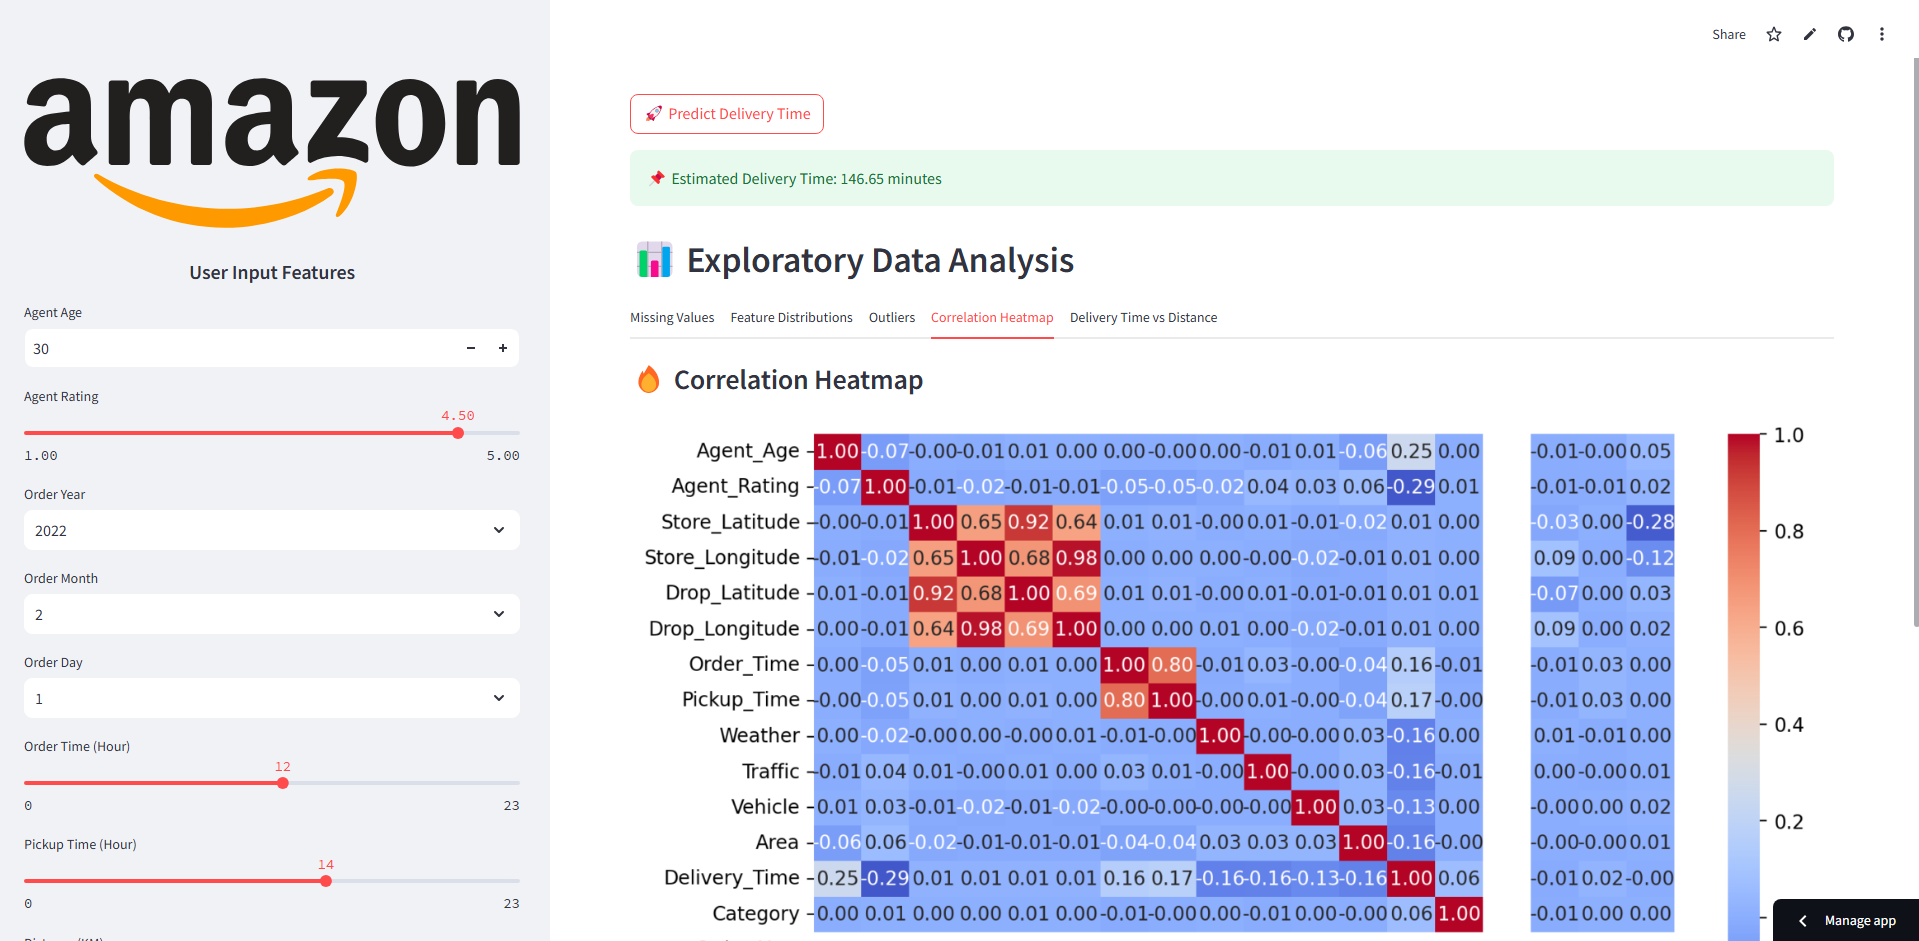 amazon
User Input Features
Agent Age
30
Agent Rating
4.50
1.00 5.00
Order Year
2022
Order Month
2
Order Day
1
Order Time (Hour)
12
0 23
Pickup Time (Hour)
14
0 23
Share
Predict Delivery Time
Estimated Delivery Time: 146.65 minutes
Exploratory Data Analysis
Missing Values Feature Distributions Outliers Correlation Heatmap Delivery Time vs Distance
Correlation Heatmap
Agent_Age 1.00 -0.07 -0.00 -0.01 0.01 0.00 0.00 -0.00 0.00 -0.01 0.01 -0.06 0.25 0.00 -0.01 -0.00 0.05
Agent_Rating -0.07 1.00 -0.01 -0.02 -0.01 -0.01 -0.05 -0.05 -0.02 0.04 0.03 0.06 -0.29 0.01 -0.01 -0.01 0.02
Store_Latitude -0.00 -0.01 1.00 0.65 0.92 0.64 0.01 0.01 -0.00 0.01 -0.01 -0.02 0.01 0.00 -0.03 0.00 -0.28
Store_Longitude -0.01 -0.02 0.65 1.00 0.68 0.98 0.00 0.00 0.00 -0.00 -0.02 -0.01 0.01 0.00 0.09 0.00 -0.12
Drop_Latitude 0.01 -0.01 0.92 0.68 1.00 0.69 0.01 0.01 -0.00 0.01 -0.01 -0.01 0.01 0.01 -0.07 0.00 0.03
Drop_Longitude 0.00 -0.01 0.64 0.98 0.69 1.00 0.00 0.00 0.01 0.00 -0.02 -0.01 0.01 0.00 0.09 0.00 0.02
Order_Time 0.00 -0.05 0.01 0.00 0.01 0.00 1.00 0.80 -0.01 0.03 -0.00 -0.04 0.16 -0.01 -0.01 0.03 0.00
Pickup_Time -0.00 -0.05 0.01 0.00 0.01 0.00 0.80 1.00 -0.00 0.01 -0.00 -0.04 0.17 -0.00 -0.01 0.03 0.00
Weather 0.00 -0.02 -0.00 0.00 -0.00 0.01 -0.01 -0.00 1.00 -0.00 -0.00 0.03 -0.16 0.00 0.01 -0.01 0.00
Traffic -0.01 0.04 0.01 -0.00 0.01 0.00 0.03 0.01 -0.00 1.00 -0.00 0.03 -0.16 -0.01 0.00 -0.00 0.01
Vehicle 0.01 0.03 -0.01 -0.02 -0.01 -0.02 -0.00 -0.00 -0.00 -0.00 1.00 0.03 -0.13 0.00 -0.00 0.00 0.02
Area -0.06 0.06 -0.02 -0.01 -0.01 -0.01 -0.04 -0.04 0.03 0.03 0.03 1.00 -0.16 -0.00 -0.00 -0.00 0.01
Delivery_Time 0.25 -0.29 0.01 0.01 0.01 0.01 0.16 0.17 -0.16 -0.16 -0.13 -0.16 1.00 0.06 -0.01 0.02 -0.00
Category 0.00 0.01 0.00 0.00 0.01 0.00 -0.01 -0.00 0.00 -0.01 0.00 -0.00 0.06 1.00 -0.01 0.00 0.00
1.0
0.8
0.6
0.4
0.2
Manage app